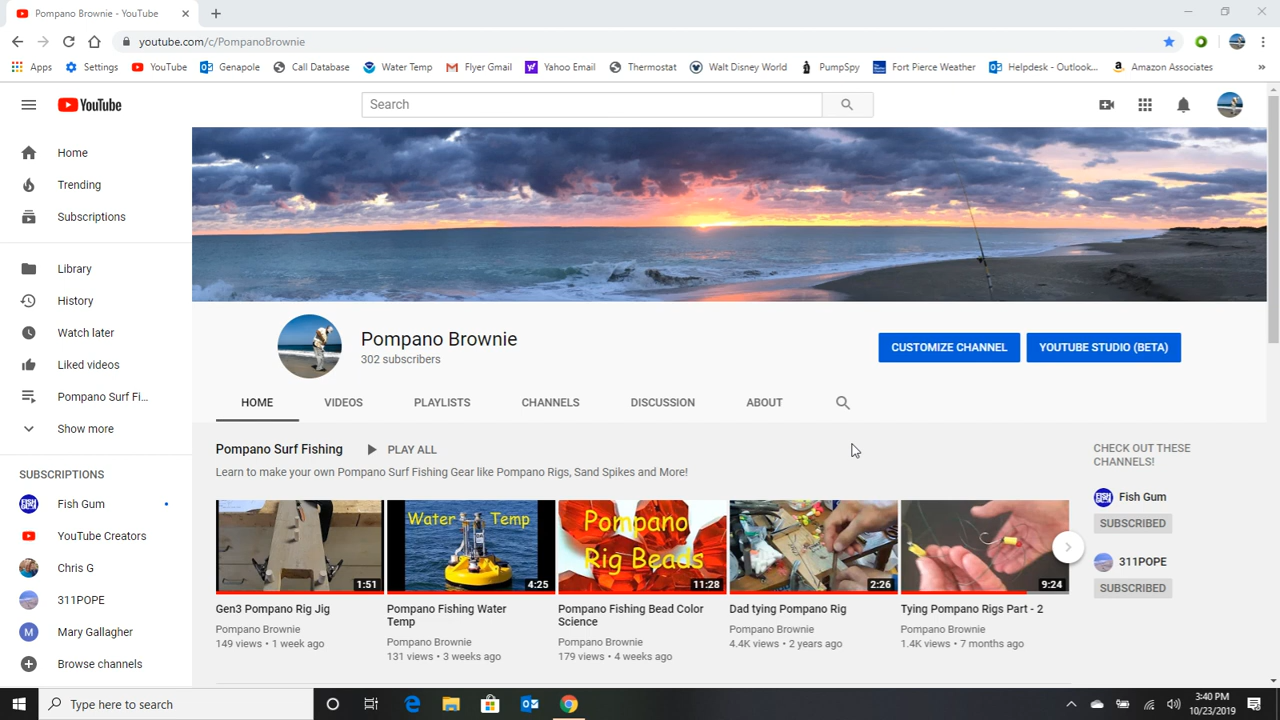 Pompano Brownie - YouTube
youtube.com/c/PompanoBrownie
Apps Settings YouTube Genapole Call Database Water Temp Flyer Gmail Yahoo Email Thermostat Walt Disney World PumpSpy Fort Pierce Weather Helpdesk - Outlook... Amazon Associates »
YouTube
Search
Home
Trending
Subscriptions
Library
History
Watch later
Liked videos
Pompano Surf Fi...
Show more
SUBSCRIPTIONS
Fish Gum
YouTube Creators
Chris G
311POPE
M Mary Gallagher
Browse channels
Pompano Brownie
302 subscribers
CUSTOMIZE CHANNEL YOUTUBE STUDIO (BETA)
HOME VIDEOS PLAYLISTS CHANNELS DISCUSSION ABOUT
Pompano Surf Fishing PLAY ALL
Learn to make your own Pompano Surf Fishing Gear like Pompano Rigs, Sand Spikes and More!
1:51
Gen3 Pompano Rig Jig
Pompano Brownie
149 views • 1 week ago
Water Temp
4:25
Pompano Fishing Water
Temp
Pompano Brownie
131 views • 3 weeks ago
Pompano
Rig Beads
11:28
Pompano Fishing Bead Color
Science
Pompano Brownie
179 views • 4 weeks ago
2:26
Dad tying Pompano Rig
Pompano Brownie
4.4K views • 2 years ago
9:24
Tying Pompano Rigs Part - 2
Pompano Brownie
1.4K views • 7 months ago
CHECK OUT THESE
CHANNELS!
Fish Gum
SUBSCRIBED
311POPE
SUBSCRIBED
Type here to search
3:40 PM
10/23/2019